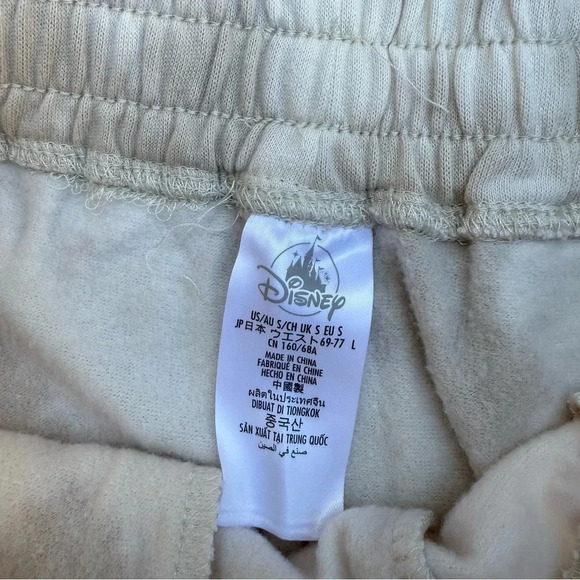 Disney
US/AU S/CH UK S EU S
JP日本 ウエスト69-77 L
CN 160/68A
MADE IN CHINA
FABRIQUÉ EN CHINE
HECHO EN CHINA
中國製
ผลิตในประเทศจีน
DIBUAT DI TIONGKOK
중국산
SẢN XUẤT TẠI TRUNG QUỐC
صنع في الصين